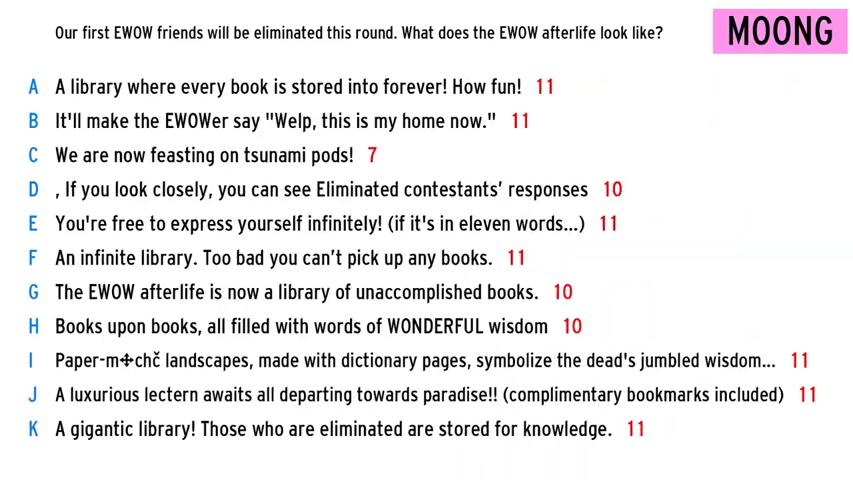 Our first EWOW friends will be eliminated this round. What does the EWOW afterlife look like?
MOONG
A A library where every book is stored into forever! How fun! 11
B It'll make the EWOWer say "Welp, this is my home now." 11
C We are now feasting on tsunami pods! 7
D , If you look closely, you can see Eliminated contestants’ responses 10
E You're free to express yourself infinitely! (if it's in eleven words...) 11
F An infinite library. Too bad you can’t pick up any books. 11
G The EWOW afterlife is now a library of unaccomplished books. 10
H Books upon books, all filled with words of WONDERFUL wisdom 10
I Paper-m✢chč landscapes, made with dictionary pages, symbolize the dead's jumbled wisdom... 11
J A luxurious lectern awaits all departing towards paradise!! (complimentary bookmarks included) 11
K A gigantic library! Those who are eliminated are stored for knowledge. 11